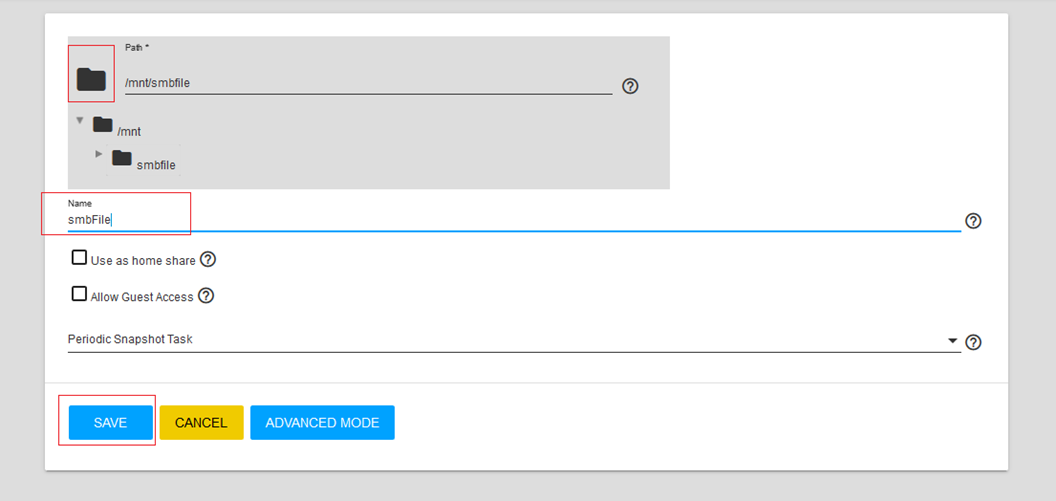 Path *
/mnt/smbfile
/mnt
smbfile
Name
smbFile
Use as home share
Allow Guest Access
Periodic Snapshot Task
SAVE CANCEL ADVANCED MODE